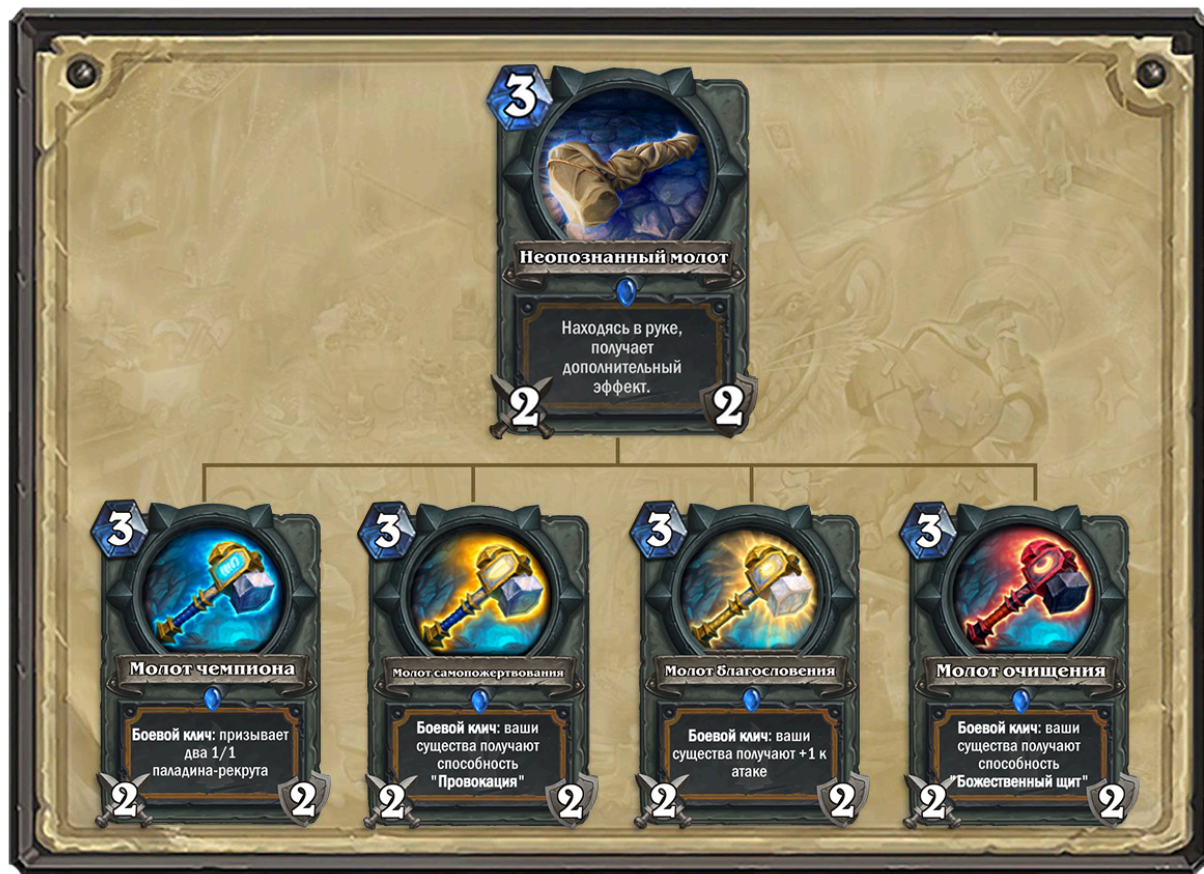 3
Неопознанный молот
Находясь в руке,
получает
дополнительный
эффект.
2
2
3
Молот чемпиона
Боевой клич: призывает
два 1/1
паладина-рекрута
2
2
3
Молот самопожертвования
Боевой клич: ваши
существа получают
способность
"Провокация"
2
2
3
Молот благословения
Боевой клич: ваши
существа получают +1 к
атаке
2
2
3
Молот очищения
Боевой клич: ваши
существа получают
способность
"Божественный щит"
2
2